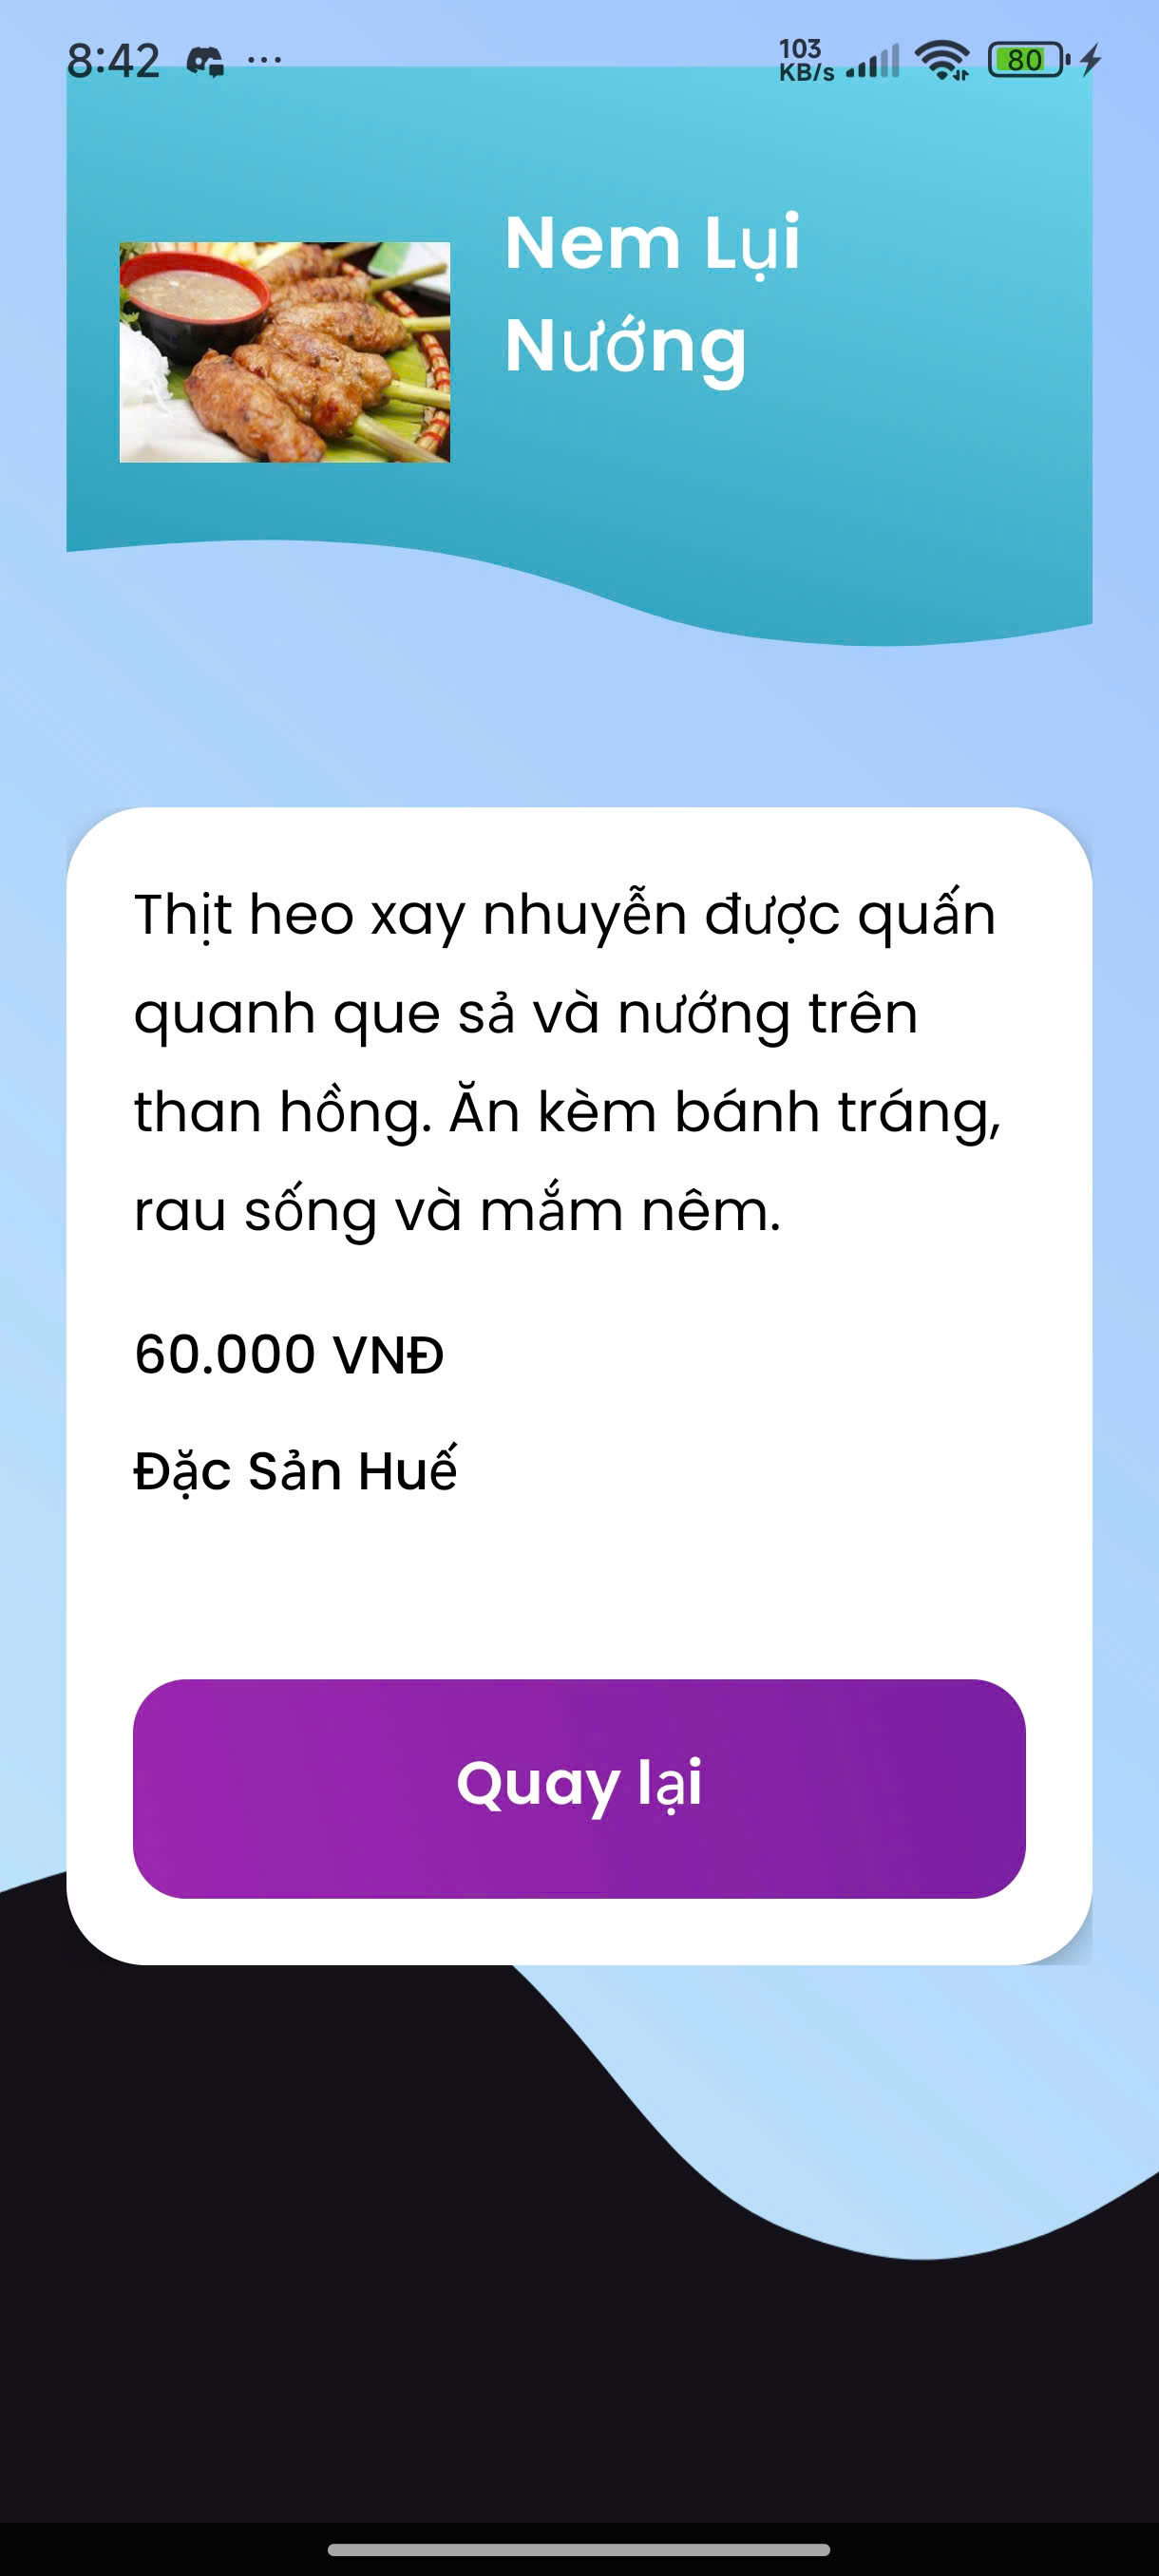 8:42 ...
103
KB/s
80
Nem Lụi
Nướng
Thịt heo xay nhuyễn được quấn
quanh que sả và nướng trên
than hồng. Ăn kèm bánh tráng,
rau sống và mắm nêm.
60.000 VNĐ
Đặc Sản Huế
Quay lại